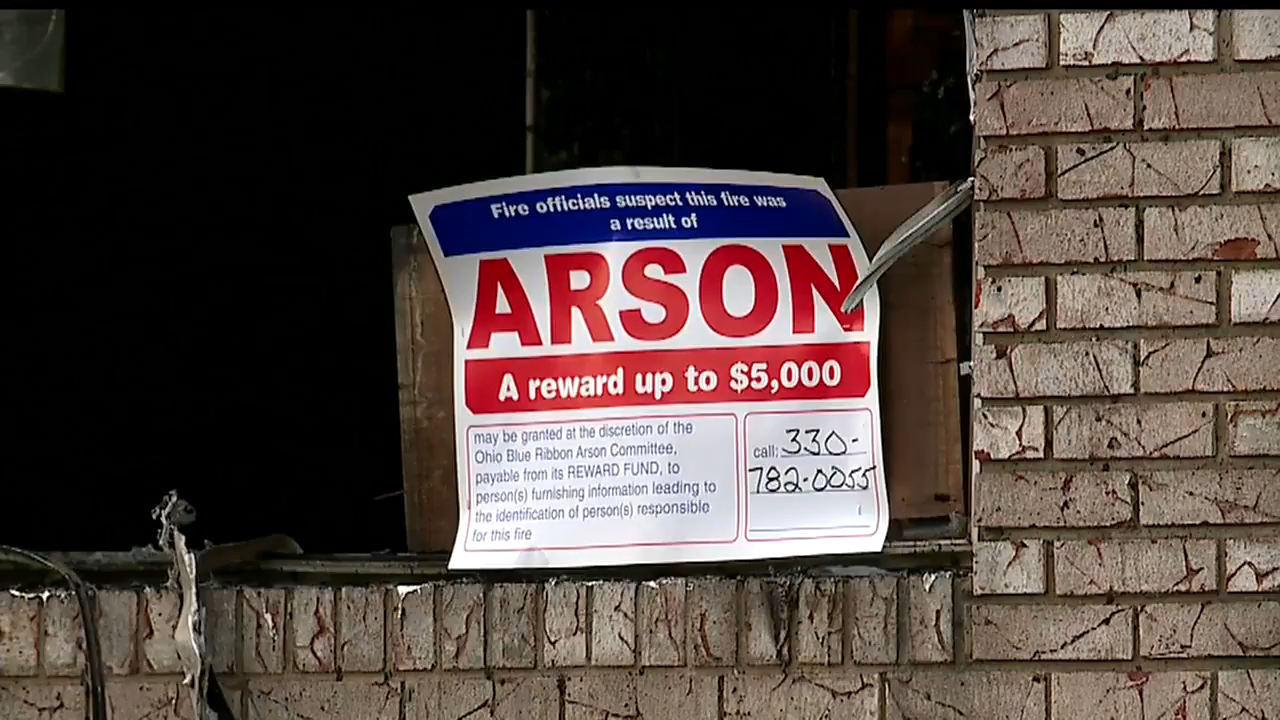 Fire officials suspect this fire was
a result of
ARSON
A reward up to $5,000
may be granted at the discretion of the
Ohio Blue Ribbon Arson Committee,
payable from its REWARD FUND, to
person(s) furnishing information leading to
the identification of person(s) responsible
for this fire
call: 330-
782-0055